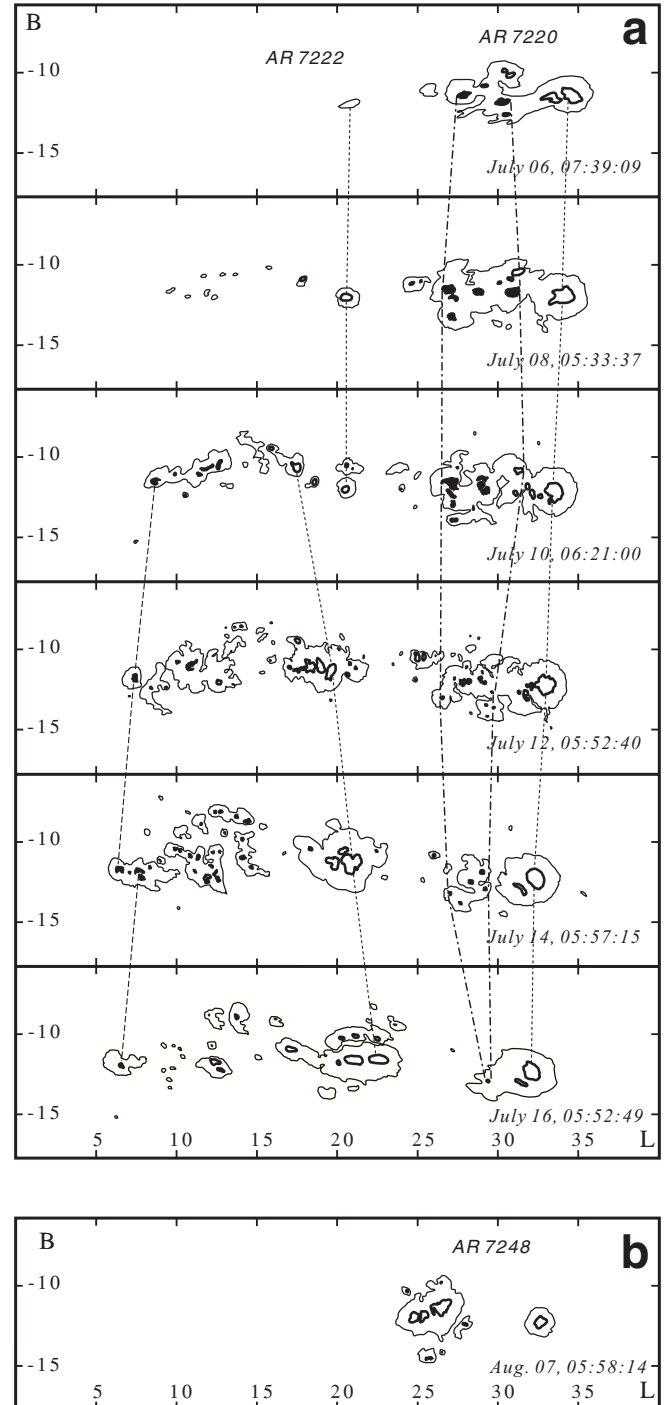 B
a
AR 7222
AR 7220
-10
-15
July 06, 07:39:09
-10
-15
July 08, 05:33:37
-10
-15
July 10, 06:21:00
-10
-15
July 12, 05:52:40
-10
-15
July 14, 05:57:15
-10
-15
July 16, 05:52:49
5 10 15 20 25 30 35 L
B
AR 7248
b
-10
-15
Aug. 07, 05:58:14
5 10 15 20 25 30 35 L